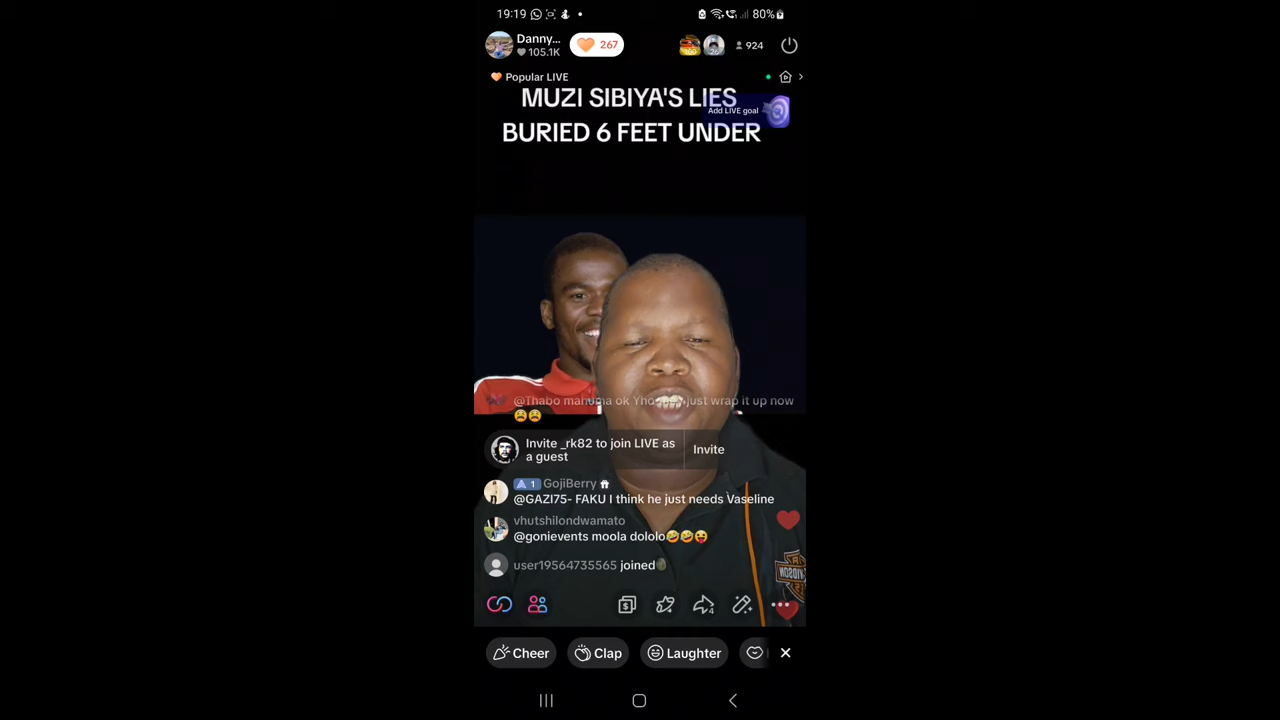 19:19
80%
Danny...
105.1K
267
924
Popular LIVE
MUZI SIBIYA'S LIES
Add LIVE goal
BURIED 6 FEET UNDER
@Thabo mahuma ok Yho just wrap it up now
Invite _rk82 to join LIVE as
a guest
Invite
1 GojiBerry
@GAZI75- FAKU I think he just needs Vaseline
vhutshilondwamato
@gonievents moola dololo
user19564735565 joined
Cheer
Clap
Laughter